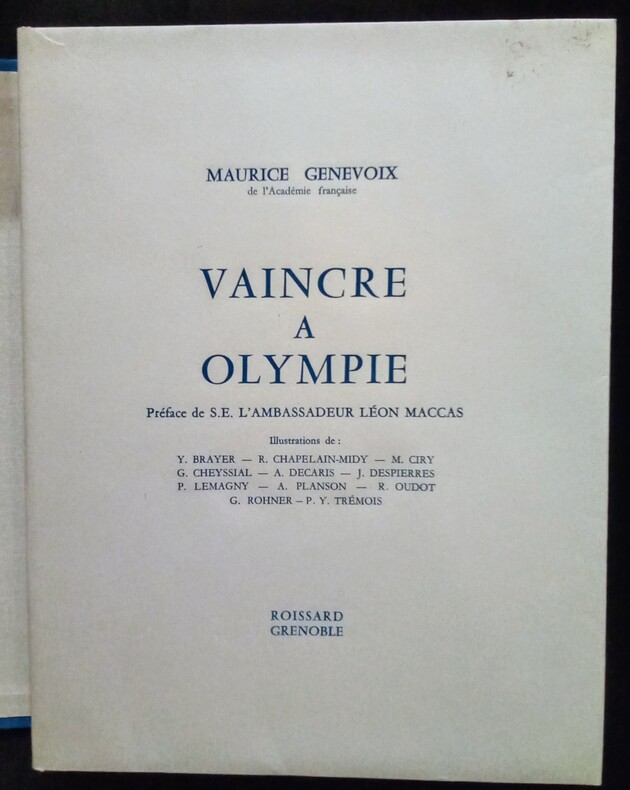 MAURICE GENEVOIX
de l'Académie française
VAINCRE
A
OLYMPIE
Préface de S.E. L'AMBASSADEUR LÉON MACCAS
Illustrations de :
Y. BRAYER — R. CHAPELAIN-MIDY — M. CIRY
G. CHEYSSIAL — A. DECARIS — J. DESPIERRES
P. LEMAGNY — A. PLANSON — R. OUDOT
G. ROHNER – P. Y. TRÉMOIS
ROISSARD
GRENOBLE